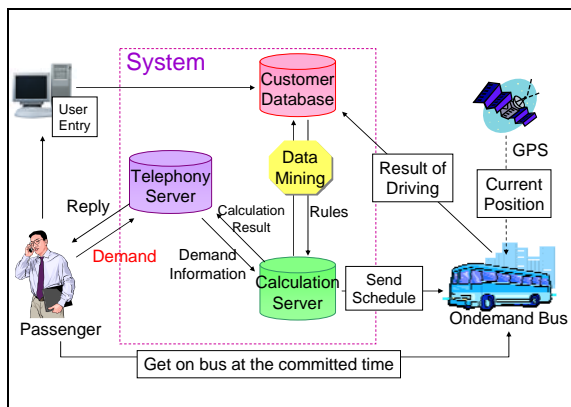 System
User
Entry
Customer
Database
GPS
Telephony
Server
Data
Mining
Result of
Driving
Current
Position
Reply
Calculation
Result
Rules
Demand
Demand
Information
Calculation
Server
Send
Schedule
Passenger
Ondemand Bus
Get on bus at the committed time